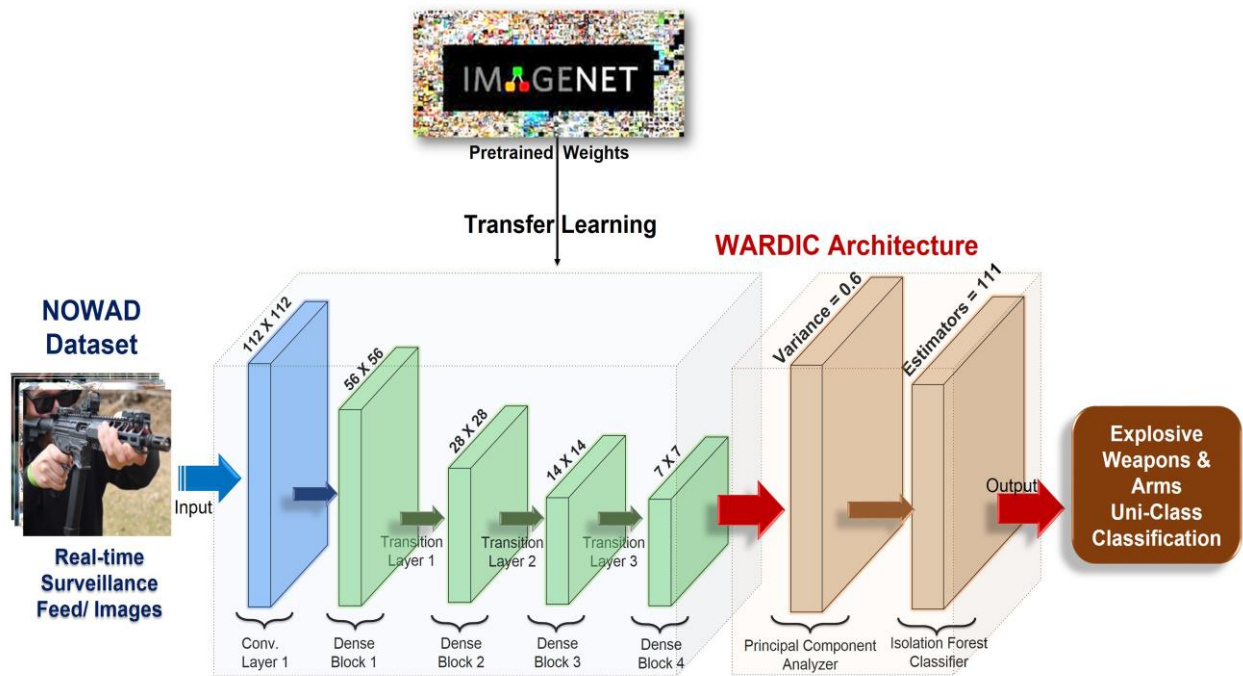 IMAGENET
Pretrained Weights
Transfer Learning
WARDIC Architecture
NOWAD
Dataset
Real-time
Surveillance
Feed/ Images
Input
112 X 112
56 X 56
28 X 28
14 X 14
7 X 7
Transition
Layer 1
Transition
Layer 2
Transition
Layer 3
Variance = 0.6
Estimators = 111
Output
Explosive
Weapons &
Arms
Uni-Class
Classification
Conv.
Layer 1
Dense
Block 1
Dense
Block 2
Dense
Block 3
Dense
Block 4
Principal Component
Analyzer
Isolation Forest
Classifier